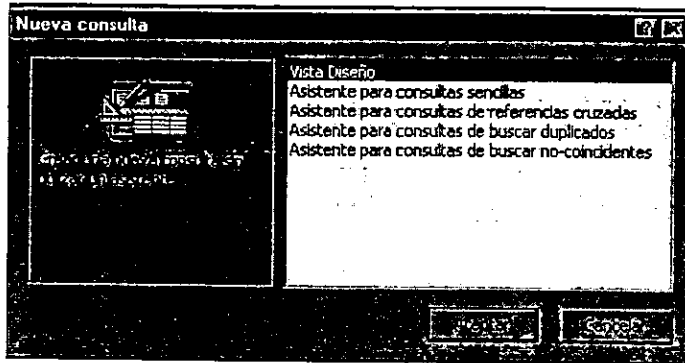 Nueva consulta
Vista Diseño
Asistente para consultas sencillas
Asistente para consultas de referencias cruzadas
Asistente para consultas de buscar duplicados
Asistente para consultas de buscar no-coincidentes
Aceptar
Cancelar